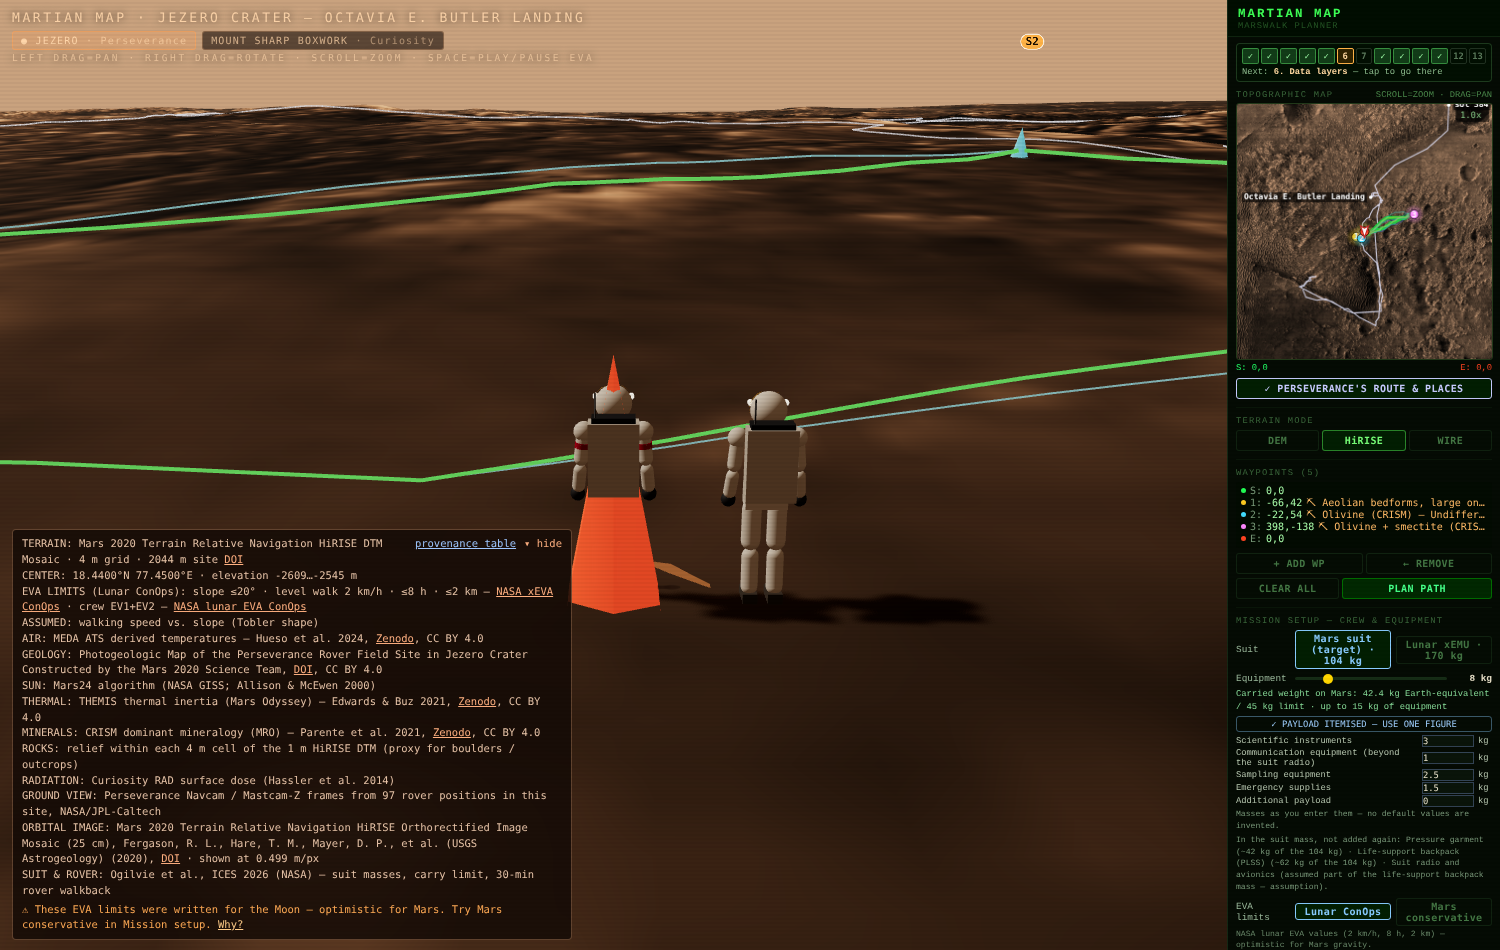 MARTIAN MAP · JEZERO CRATER — OCTAVIA E. BUTLER LANDING
● JEZERO · Perseverance
MOUNT SHARP BOXWORK · Curiosity
LEFT DRAG=PAN · RIGHT DRAG=ROTATE · SCROLL=ZOOM · SPACE=PLAY/PAUSE EVA
S2
TERRAIN: Mars 2020 Terrain Relative Navigation HiRISE DTM
Mosaic · 4 m grid · 2044 m site DOI
provenance table ▾ hide
CENTER: 18.4400°N 77.4500°E · elevation -2609…-2545 m
EVA LIMITS (Lunar ConOps): slope ≤20° · level walk 2 km/h · ≤8 h · ≤2 km — NASA xEVA
ConOps · crew EV1+EV2 — NASA lunar EVA ConOps
ASSUMED: walking speed vs. slope (Tobler shape)
AIR: MEDA ATS derived temperatures — Hueso et al. 2024, Zenodo, CC BY 4.0
GEOLOGY: Photogeologic Map of the Perseverance Rover Field Site in Jezero Crater
Constructed by the Mars 2020 Science Team, DOI, CC BY 4.0
SUN: Mars24 algorithm (NASA GISS; Allison & McEwen 2000)
THERMAL: THEMIS thermal inertia (Mars Odyssey) — Edwards & Buz 2021, Zenodo, CC BY
4.0
MINERALS: CRISM dominant mineralogy (MRO) — Parente et al. 2021, Zenodo, CC BY 4.0
ROCKS: relief within each 4 m cell of the 1 m HiRISE DTM (proxy for boulders /
outcrops)
RADIATION: Curiosity RAD surface dose (Hassler et al. 2014)
GROUND VIEW: Perseverance Navcam / Mastcam-Z frames from 97 rover positions in this
site, NASA/JPL-Caltech
ORBITAL IMAGE: Mars 2020 Terrain Relative Navigation HiRISE Orthorectified Image
Mosaic (25 cm), Fergason, R. L., Hare, T. M., Mayer, D. P., et al. (USGS
Astrogeology) (2020), DOI · shown at 0.499 m/px
SUIT & ROVER: Ogilvie et al., ICES 2026 (NASA) — suit masses, carry limit, 30-min
rover walkback
⚠ These EVA limits were written for the Moon — optimistic for Mars. Try Mars
conservative in Mission setup. Why?
MARTIAN MAP
MARSWALK PLANNER
✓ ✓ ✓ ✓ ✓ 6 7 ✓ ✓ ✓ ✓ 12 13
Next: 6. Data layers — tap to go there
TOPOGRAPHIC MAP SCROLL=ZOOM · DRAG=PAN
1.0x
Octavia E. Butler Landing
S: 0,0 E: 0,0
✓ PERSEVERANCE'S ROUTE & PLACES
TERRAIN MODE
DEM HiRISE WIRE
WAYPOINTS (5)
S: 0,0
1: -66,42 ⛏ Aeolian bedforms, large on…
2: -22,54 ⛏ Olivine (CRISM) — Undiffer…
3: 398,-138 ⛏ Olivine + smectite (CRIS…
E: 0,0
+ ADD WP ← REMOVE
CLEAR ALL PLAN PATH
MISSION SETUP — CREW & EQUIPMENT
Suit
Mars suit
(target) ·
104 kg
Lunar xEMU ·
170 kg
Equipment 8 kg
Carried weight on Mars: 42.4 kg Earth-equivalent
/ 45 kg limit · up to 15 kg of equipment
✓ PAYLOAD ITEMISED — USE ONE FIGURE
Scientific instruments 3 kg
Communication equipment (beyond
the suit radio) 1 kg
Sampling equipment 2.5 kg
Emergency supplies 1.5 kg
Additional payload 0 kg
Masses as you enter them — no default values are
invented.
In the suit mass, not added again: Pressure garment
(~42 kg of the 104 kg) · Life-support backpack
(PLSS) (~62 kg of the 104 kg) · Suit radio and
avionics (assumed part of the life-support backpack
mass — assumption).
EVA
limits
Lunar ConOps
Mars
conservative
NASA lunar EVA values (2 km/h, 8 h, 2 km) —
optimistic for Mars gravity.